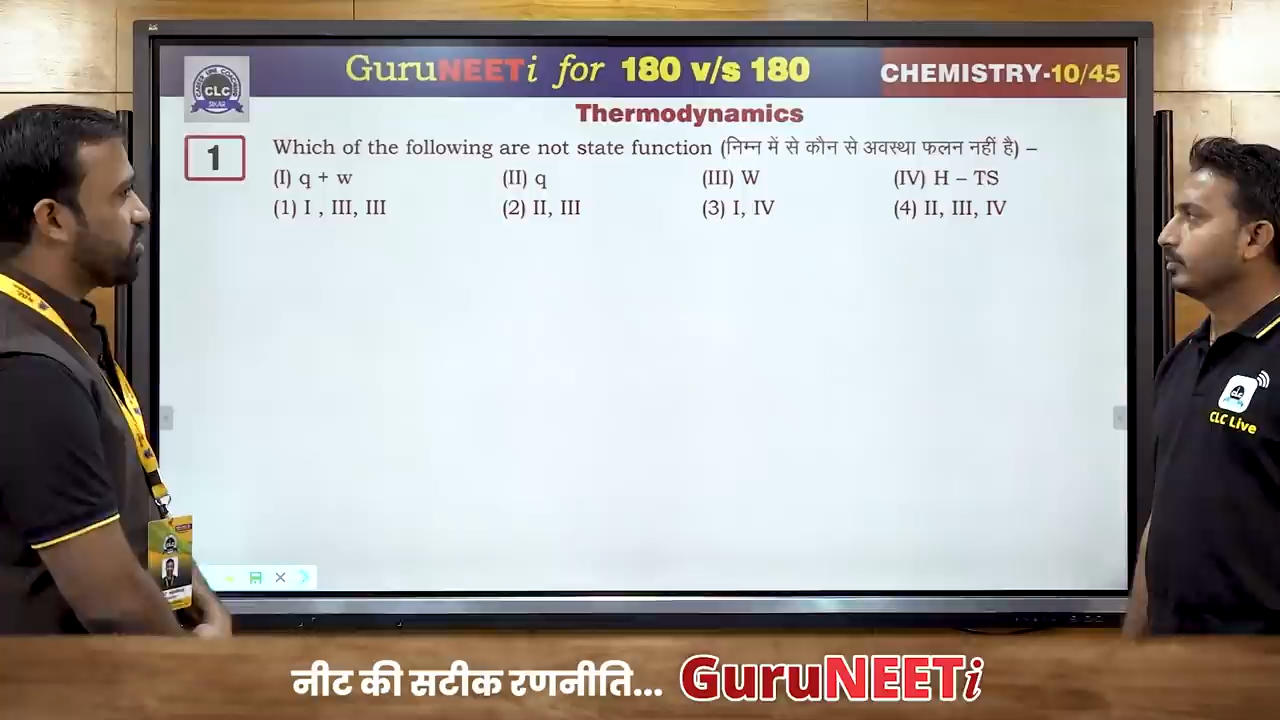 GuruNEETi for 180 v/s 180
CHEMISTRY-10/45
CLC
SIKAR
Thermodynamics
1
Which of the following are not state function (निम्न में से कौन से अवस्था फलन नहीं है) –
(I) q + w (II) q (III) W (IV) H – TS
(1) I , III, III (2) II, III (3) I, IV (4) II, III, IV
CLC Live
नीट की सटीक रणनीति... GuruNEETi